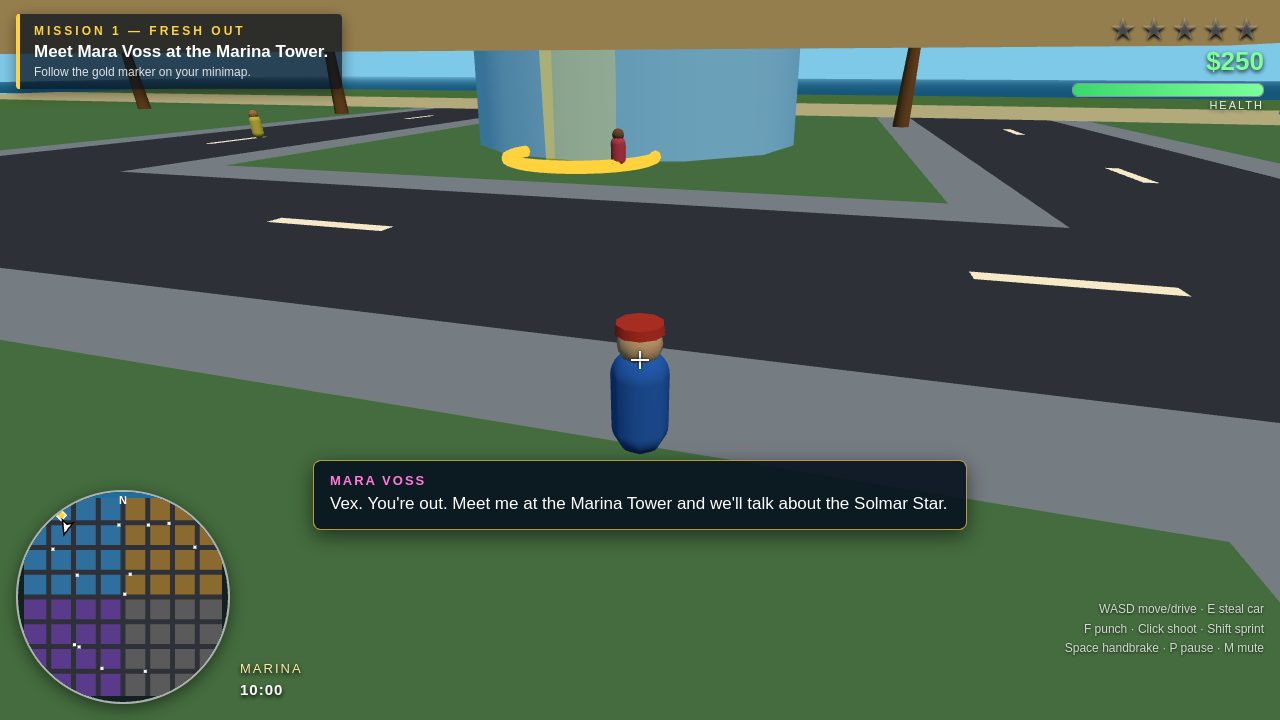 MISSION 1 — FRESH OUT
Meet Mara Voss at the Marina Tower.
Follow the gold marker on your minimap.
$250
HEALTH
MARA VOSS
Vex. You're out. Meet me at the Marina Tower and we'll talk about the Solmar Star.
N
MARINA
10:00
WASD move/drive · E steal car
F punch · Click shoot · Shift sprint
Space handbrake · P pause · M mute